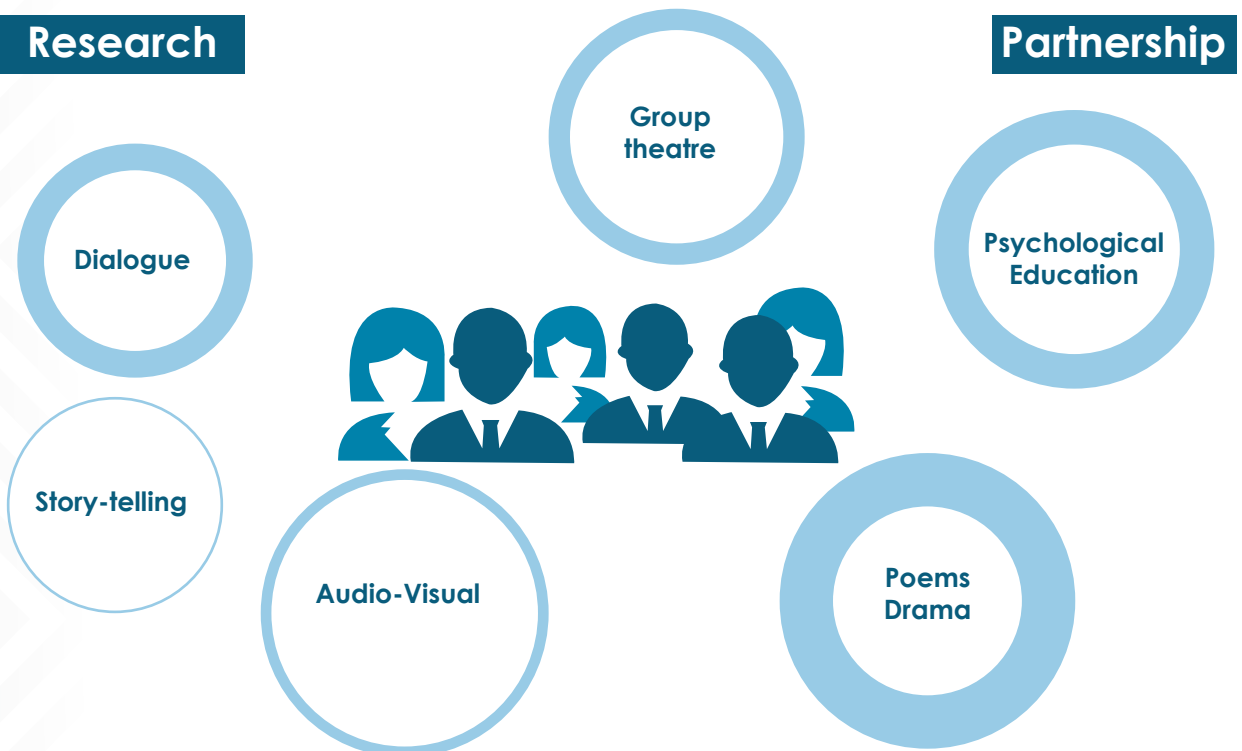 Research
Partnership
Group
theatre
Dialogue
Psychological
Education
Story-telling
Audio-Visual
Poems
Drama